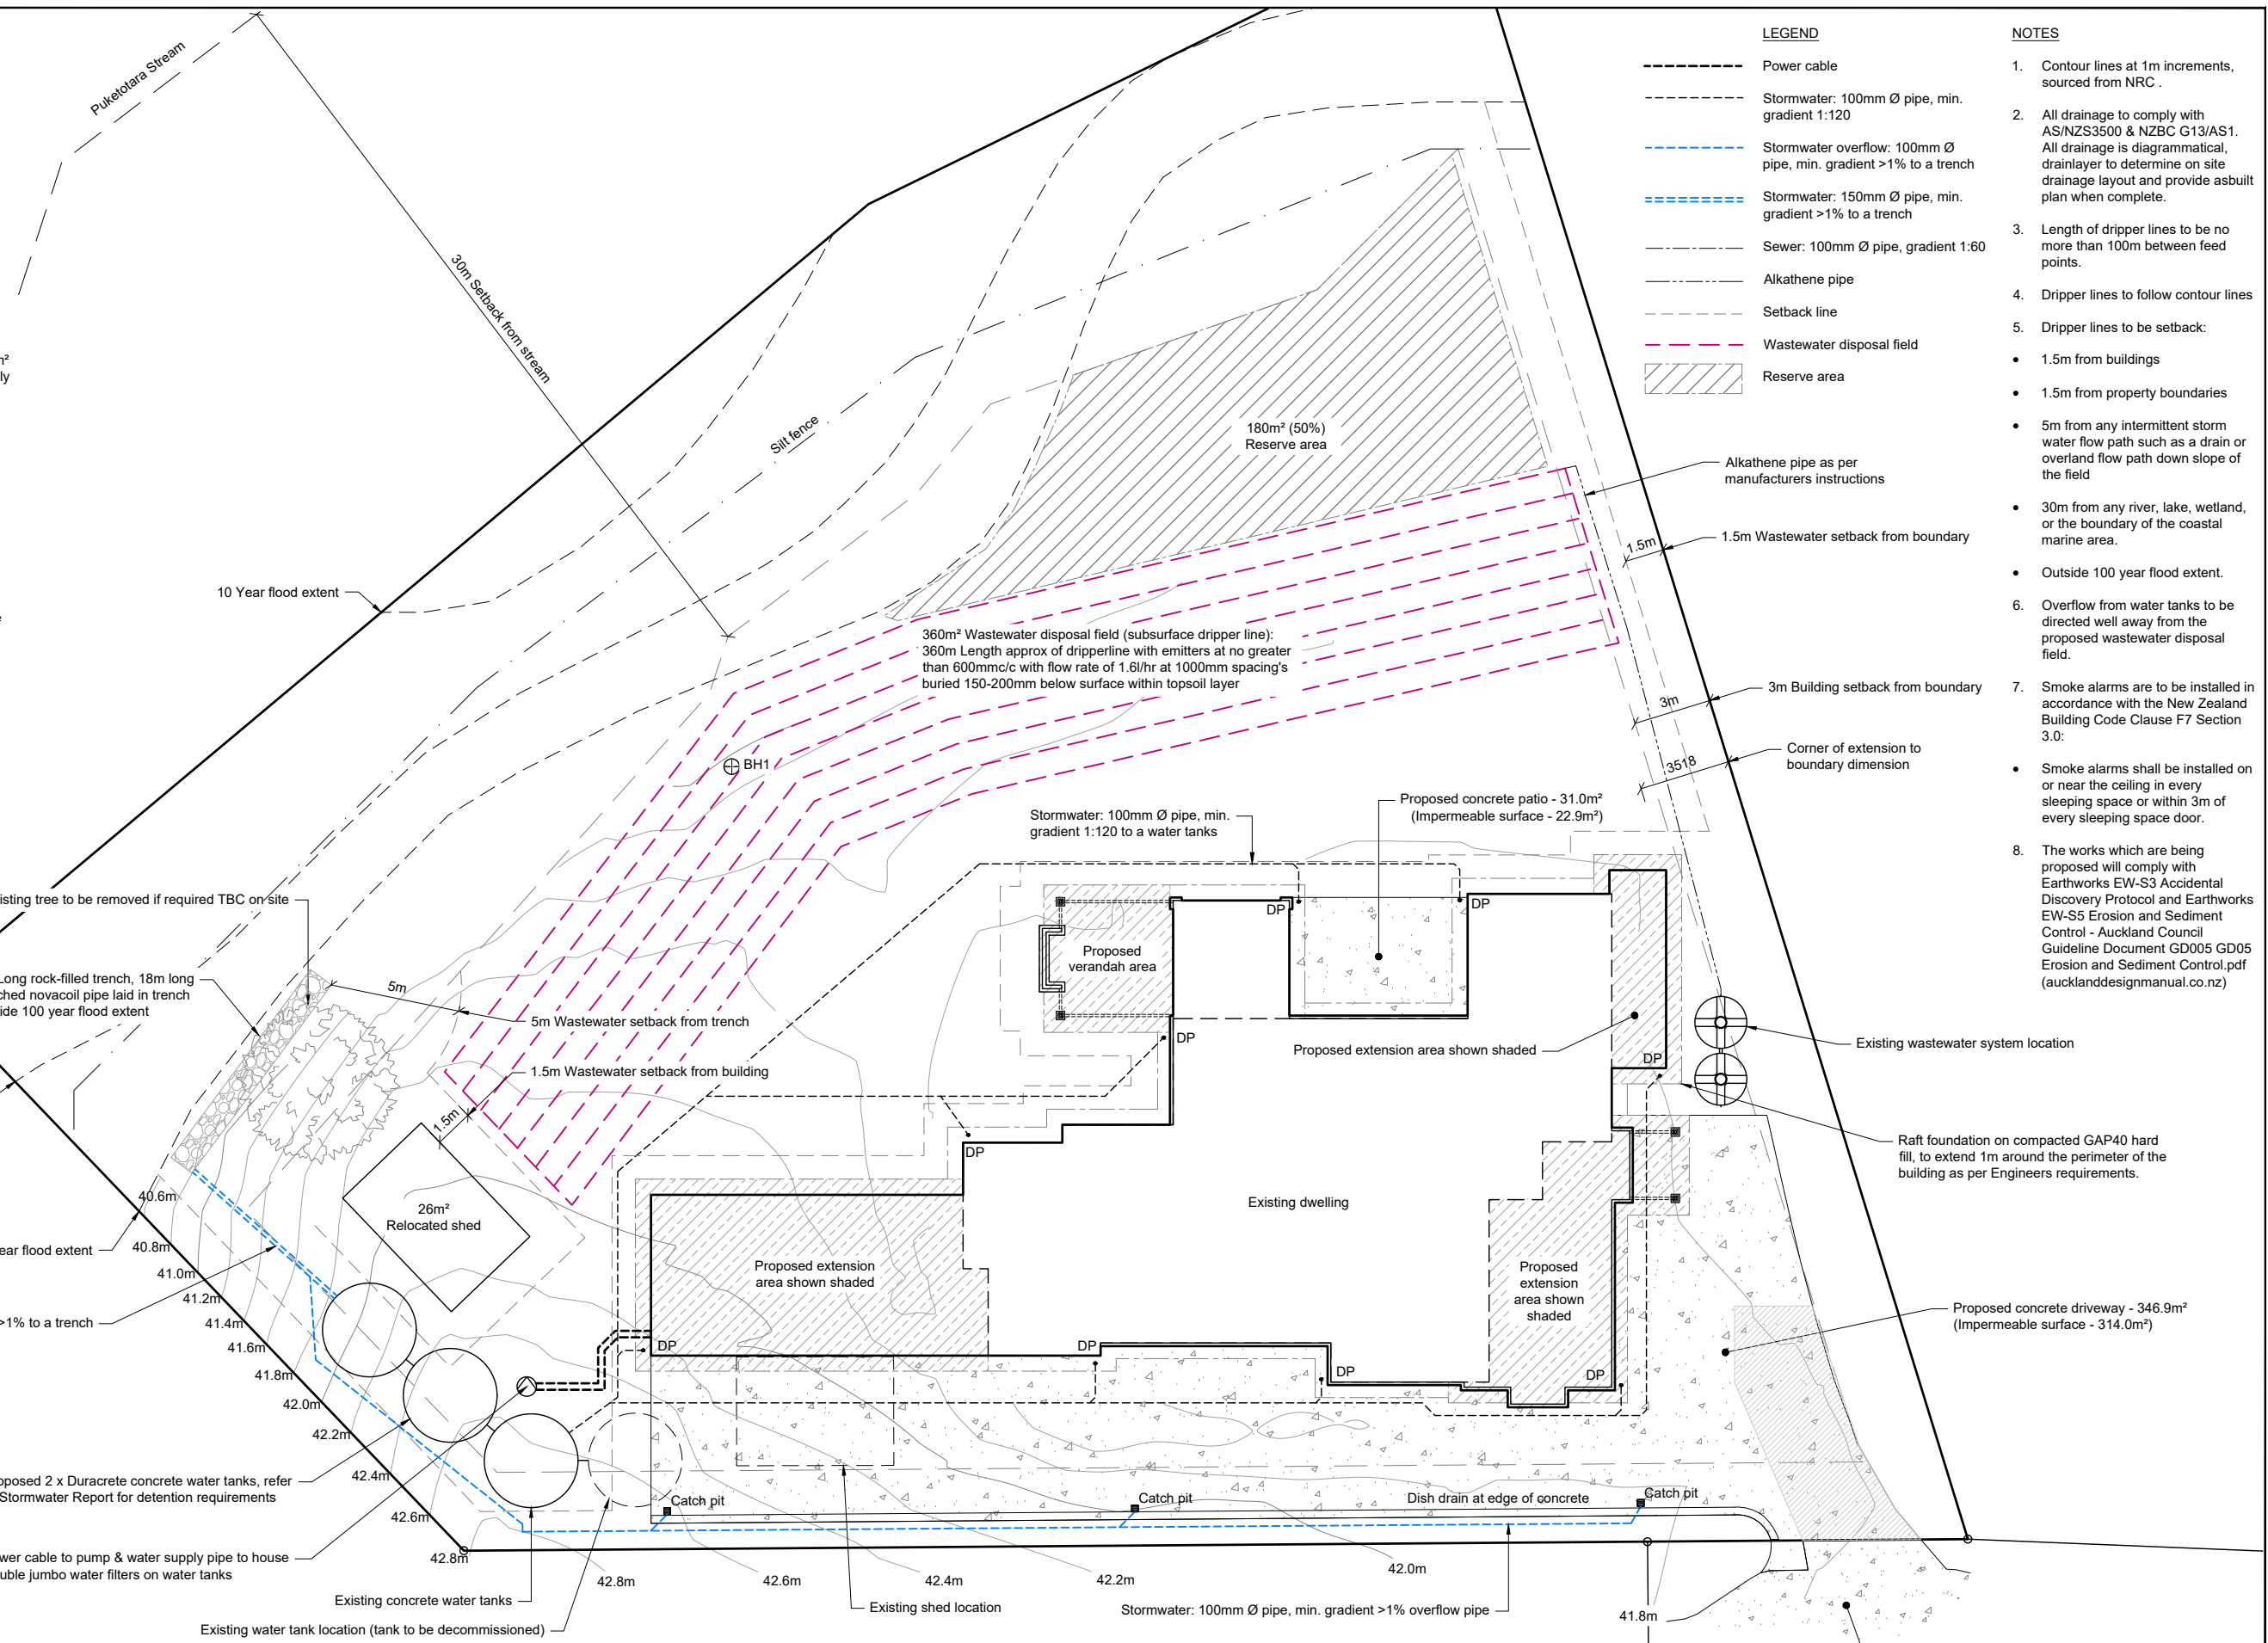 LEGEND
Power cable
Stormwater: 100mm Ø pipe, min.
gradient 1:120
Stormwater overflow: 100mm Ø
pipe, min. gradient >1% to a trench
Stormwater: 150mm Ø pipe, min.
gradient >1% to a trench
Sewer: 100mm Ø pipe, gradient 1:60
Alkathene pipe
Setback line
Wastewater disposal field
Reserve area
NOTES
1. Contour lines at 1m increments,
sourced from NRC .
2. All drainage to comply with
AS/NZS3500 & NZBC G13/AS1.
All drainage is diagrammatical,
drainlayer to determine on site
drainage layout and provide asbuilt
plan when complete.
3. Length of dripper lines to be no
more than 100m between feed
points.
4. Dripper lines to follow contour lines
5. Dripper lines to be setback:
• 1.5m from buildings
• 1.5m from property boundaries
• 5m from any intermittent storm
water flow path such as a drain or
overland flow path down slope of
the field
• 30m from any river, lake, wetland,
or the boundary of the coastal
marine area.
• Outside 100 year flood extent.
6. Overflow from water tanks to be
directed well away from the
proposed wastewater disposal
field.
7. Smoke alarms are to be installed in
accordance with the New Zealand
Building Code Clause F7 Section
3.0:
• Smoke alarms shall be installed on
or near the ceiling in every
sleeping space or within 3m of
every sleeping space door.
8. The works which are being
proposed will comply with
Earthworks EW-S3 Accidental
Discovery Protocol and Earthworks
EW-S5 Erosion and Sediment
Control - Auckland Council
Guideline Document GD005 GD05
Erosion and Sediment Control.pdf
(aucklanddesignmanual.co.nz)
Puketotara Stream
30m Setback from stream
m²
ly
Silt fence
180m² (50%)
Reserve area
Alkathene pipe as per
manufacturers instructions
1.5m
1.5m Wastewater setback from boundary
10 Year flood extent
360m² Wastewater disposal field (subsurface dripper line):
360m Length approx of dripperline with emitters at no greater
than 600mmc/c with flow rate of 1.6l/hr at 1000mm spacing's
buried 150-200mm below surface within topsoil layer
3m
3m Building setback from boundary
3518
Corner of extension to
boundary dimension
BH1
Stormwater: 100mm Ø pipe, min.
gradient 1:120 to a water tanks
Proposed concrete patio - 31.0m²
(Impermeable surface - 22.9m²)
isting tree to be removed if required TBC on site
DP
DP
Proposed
verandah area
Long rock-filled trench, 18m long
ched novacoil pipe laid in trench
ide 100 year flood extent
5m
5m Wastewater setback from trench
DP
Proposed extension area shown shaded
DP
Existing wastewater system location
1.5m Wastewater setback from building
1.5m
DP
Raft foundation on compacted GAP40 hard
fill, to extend 1m around the perimeter of the
building as per Engineers requirements.
26m²
Relocated shed
Existing dwelling
ear flood extent
Proposed extension
area shown shaded
Proposed
extension
area shown
shaded
Proposed concrete driveway - 346.9m²
(Impermeable surface - 314.0m²)
>1% to a trench
DP
DP
DP
DP
40.6m
40.8m
41.0m
41.2m
41.4m
41.6m
41.8m
42.0m
42.2m
42.4m
42.6m
42.8m
oposed 2 x Duracrete concrete water tanks, refer
Stormwater Report for detention requirements
Catch pit
Catch pit
Dish drain at edge of concrete
Catch pit
wer cable to pump & water supply pipe to house
uble jumbo water filters on water tanks
42.8m
42.6m
42.4m
42.2m
42.0m
41.8m
Existing concrete water tanks
Existing shed location
Stormwater: 100mm Ø pipe, min. gradient >1% overflow pipe
Existing water tank location (tank to be decommissioned)